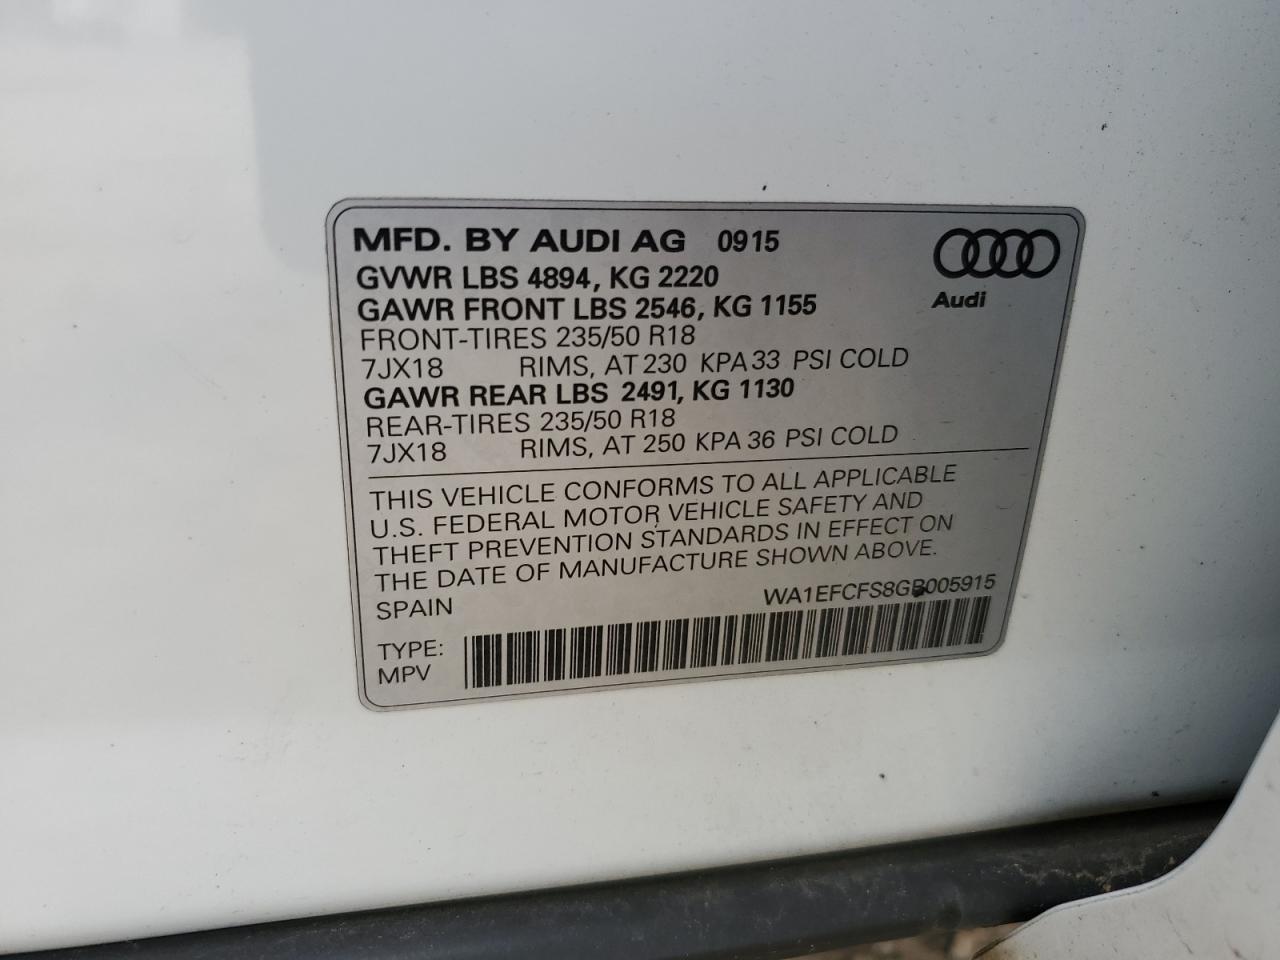 MFD. BY AUDI AG 0915
GVWR LBS 4894, KG 2220
GAWR FRONT LBS 2546, KG 1155
FRONT-TIRES 235/50 R18
7JX18 RIMS, AT 230 KPA 33 PSI COLD
GAWR REAR LBS 2491, KG 1130
REAR-TIRES 235/50 R18
7JX18 RIMS, AT 250 KPA 36 PSI COLD
Audi
THIS VEHICLE CONFORMS TO ALL APPLICABLE
U.S. FEDERAL MOTOR VEHICLE SAFETY AND
THEFT PREVENTION STANDARDS IN EFFECT ON
THE DATE OF MANUFACTURE SHOWN ABOVE.
SPAIN WA1EFCFS8GR005915
TYPE:
MPV